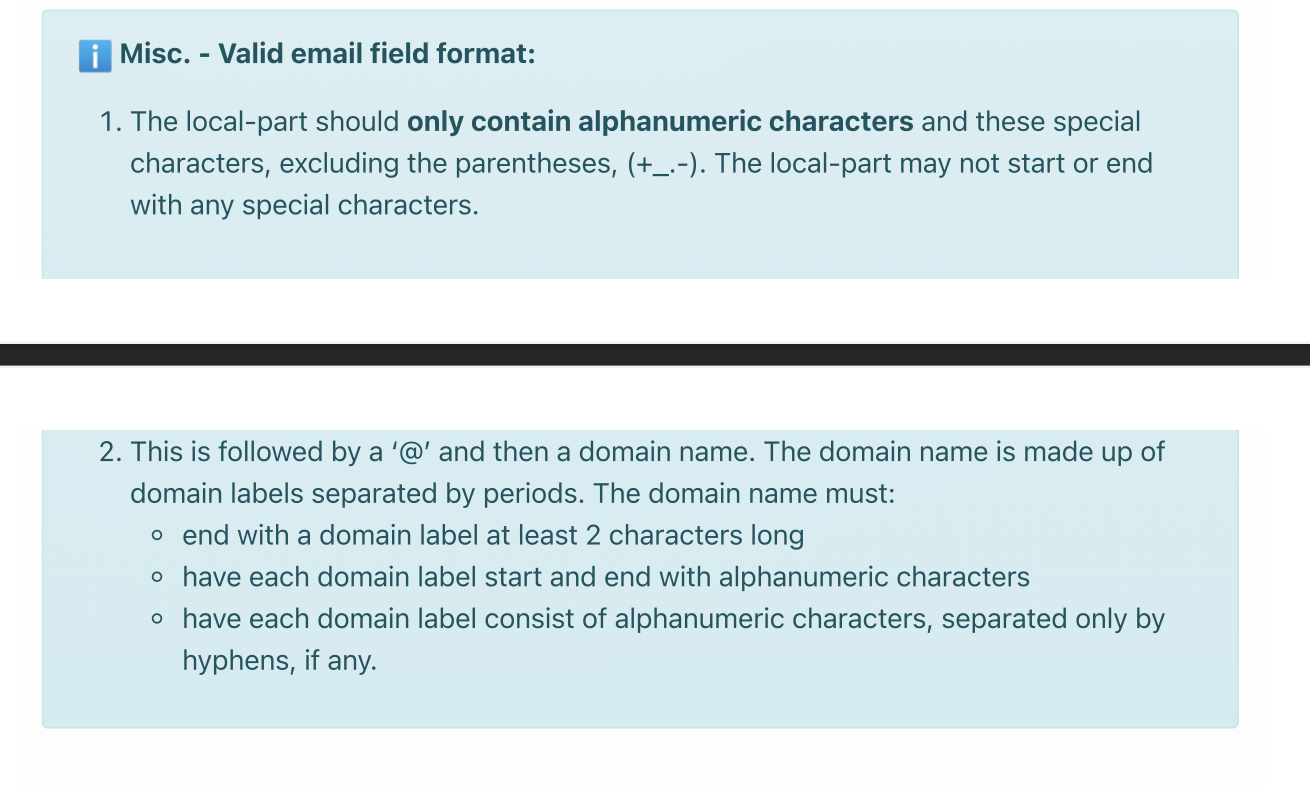 ℹ️ Misc. - Valid email field format:
1. The local-part should only contain alphanumeric characters and these special
characters, excluding the parentheses, (+_.-). The local-part may not start or end
with any special characters.
2. This is followed by a ‘@’ and then a domain name. The domain name is made up of
domain labels separated by periods. The domain name must:
◦ end with a domain label at least 2 characters long
◦ have each domain label start and end with alphanumeric characters
◦ have each domain label consist of alphanumeric characters, separated only by
hyphens, if any.